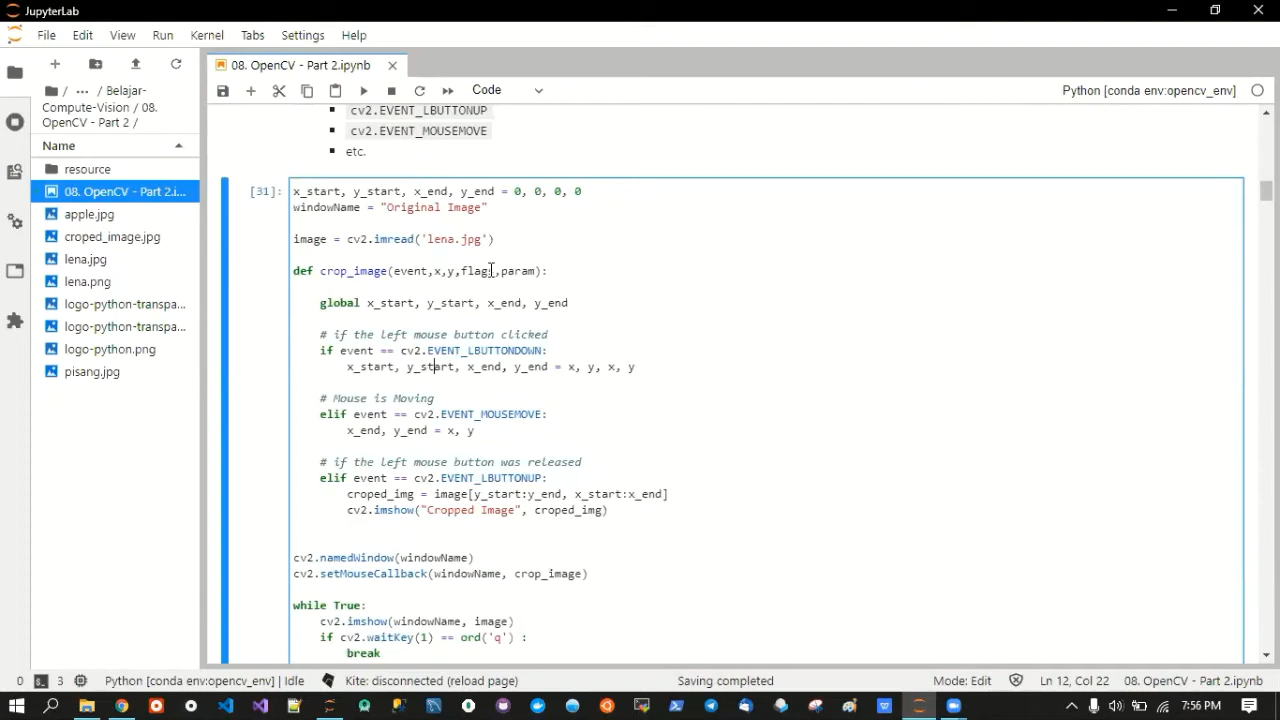 JupyterLab
File Edit View Run Kernel Tabs Settings Help
08. OpenCV - Part 2.ipynb
Code
Python [conda env:opencv_env]
/ ... / Belajar-
Compute-Vision / 08.
OpenCV - Part 2 /
Name
resource
08. OpenCV - Part 2.i...
apple.jpg
croped_image.jpg
lena.jpg
lena.png
logo-python-transpa...
logo-python-transpa...
logo-python.png
pisang.jpg
cv2.EVENT_LBUTTONUP
cv2.EVENT_MOUSEMOVE
etc.
[31]:
x_start, y_start, x_end, y_end = 0, 0, 0, 0
windowName = "Original Image"
image = cv2.imread('lena.jpg')
def crop_image(event,x,y,flags,param):
global x_start, y_start, x_end, y_end
# if the left mouse button clicked
if event == cv2.EVENT_LBUTTONDOWN:
x_start, y_start, x_end, y_end = x, y, x, y
# Mouse is Moving
elif event == cv2.EVENT_MOUSEMOVE:
x_end, y_end = x, y
# if the left mouse button was released
elif event == cv2.EVENT_LBUTTONUP:
croped_img = image[y_start:y_end, x_start:x_end]
cv2.imshow("Cropped Image", croped_img)
cv2.namedWindow(windowName)
cv2.setMouseCallback(windowName, crop_image)
while True:
cv2.imshow(windowName, image)
if cv2.waitKey(1) == ord('q') :
break
0 3 Python [conda env:opencv_env] | Idle Kite: disconnected (reload page) Saving completed Mode: Edit Ln 12, Col 22 08. OpenCV - Part 2.ipynb
7:56 PM